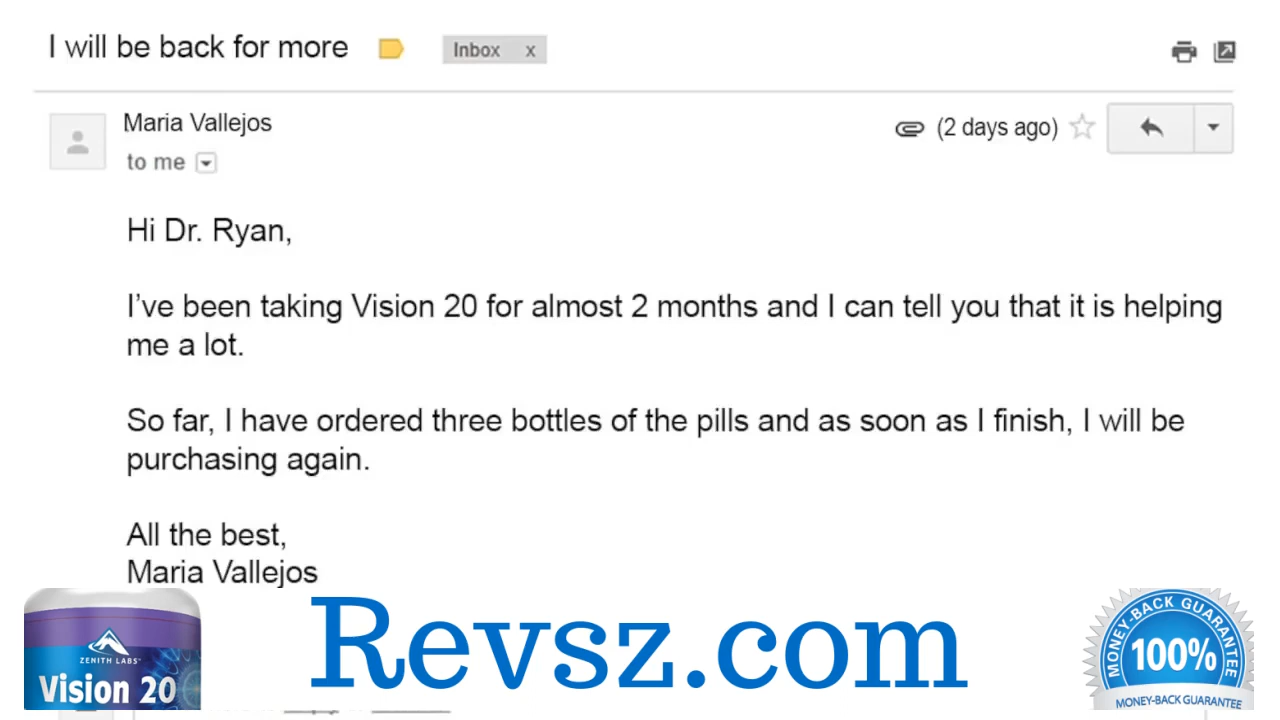 I will be back for more
Inbox x
Maria Vallejos
(2 days ago)
to me
Hi Dr. Ryan,
I've been taking Vision 20 for almost 2 months and I can tell you that it is helping
me a lot.
So far, I have ordered three bottles of the pills and as soon as I finish, I will be
purchasing again.
All the best,
Maria Vallejos
ZENITH LABS™
Vision 20
Revsz.com
MONEY-BACK GUARANTEE
100%
MONEY-BACK GUARANTEE